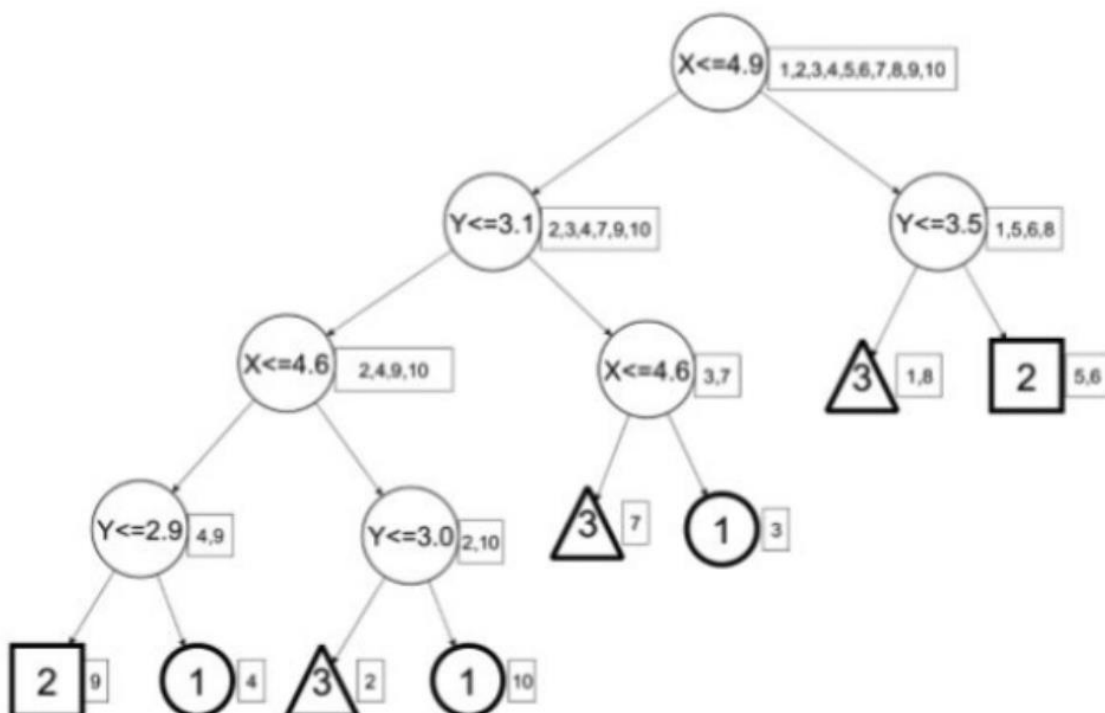 X<=4.9 1,2,3,4,5,6,7,8,9,10
Y<=3.1 2,3,4,7,9,10
Y<=3.5 1,5,6,8
X<=4.6 2,4,9,10
X<=4.6 3,7
3 1,8
2 5,6
Y<=2.9 4,9
Y<=3.0 2,10
3 7
1 3
2 9
1 4
3 2
1 10